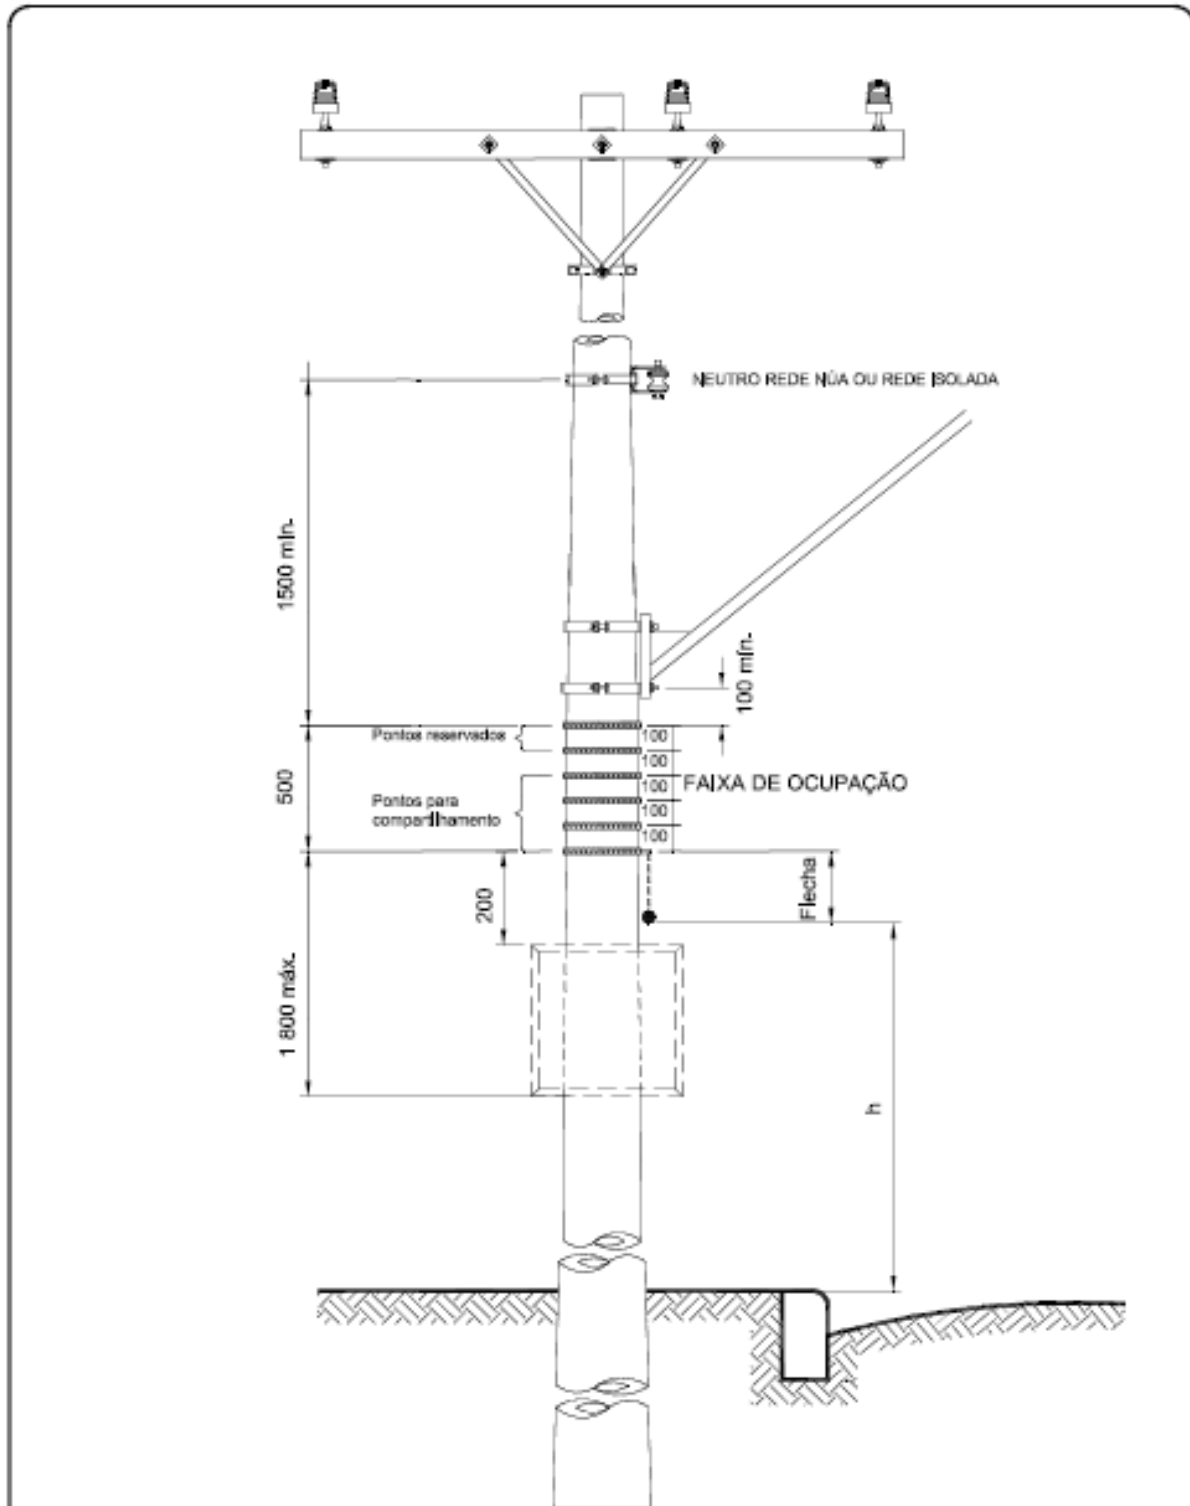 NEUTRO REDE NÚA OU REDE ISOLADA
1500 mín.
100 mín.
Pontos reservados
100
100
100
100
100
FAIXA DE OCUPAÇÃO
500
Pontos para
compartilhamento
200
Flecha
1 800 máx.
h